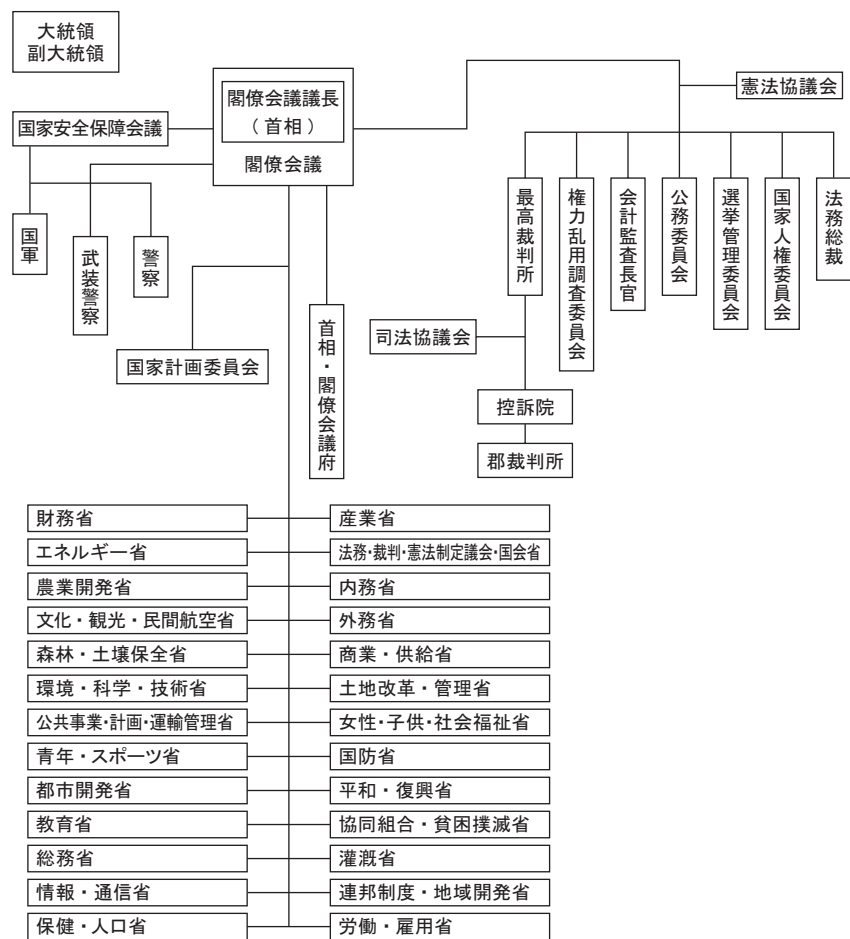 大統領
副大統領
閣僚会議議長
（首相）
閣僚会議
憲法協議会
国家安全保障会議
国軍
武装警察
警察
最高裁判所
権力乱用調査委員会
会計監査長官
公務委員会
選挙管理委員会
国家人権委員会
法務総裁
国家計画委員会
首相・閣僚会議府
司法協議会
控訴院
郡裁判所
財務省
産業省
エネルギー省
法務・裁判・憲法制定議会・国会省
農業開発省
内務省
文化・観光・民間航空省
外務省
森林・土壌保全省
商業・供給省
環境・科学・技術省
土地改革・管理省
公共事業・計画・運輸管理省
女性・子供・社会福祉省
青年・スポーツ省
国防省
都市開発省
平和・復興省
教育省
協同組合・貧困撲滅省
総務省
灌漑省
情報・通信省
連邦制度・地域開発省
保健・人口省
労働・雇用省